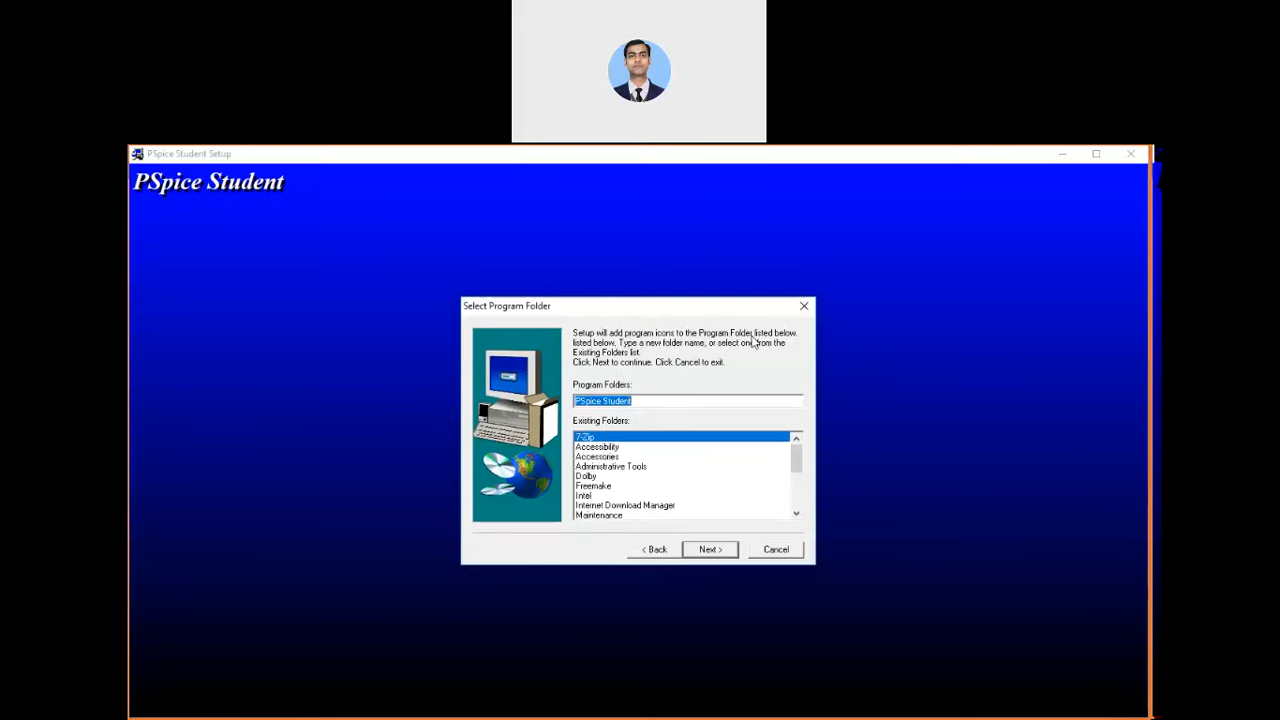 PSpice Student Setup
PSpice Student
Select Program Folder
Setup will add program icons to the Program Folder listed below.
listed below. Type a new folder name, or select one from the
Existing Folders list.
Click Next to continue. Click Cancel to exit.
Program Folders:
PSpice Student
Existing Folders:
7-Zip
Accessibility
Accessories
Administrative Tools
Dolby
Freemake
Intel
Internet Download Manager
Maintenance
< Back
Next >
Cancel